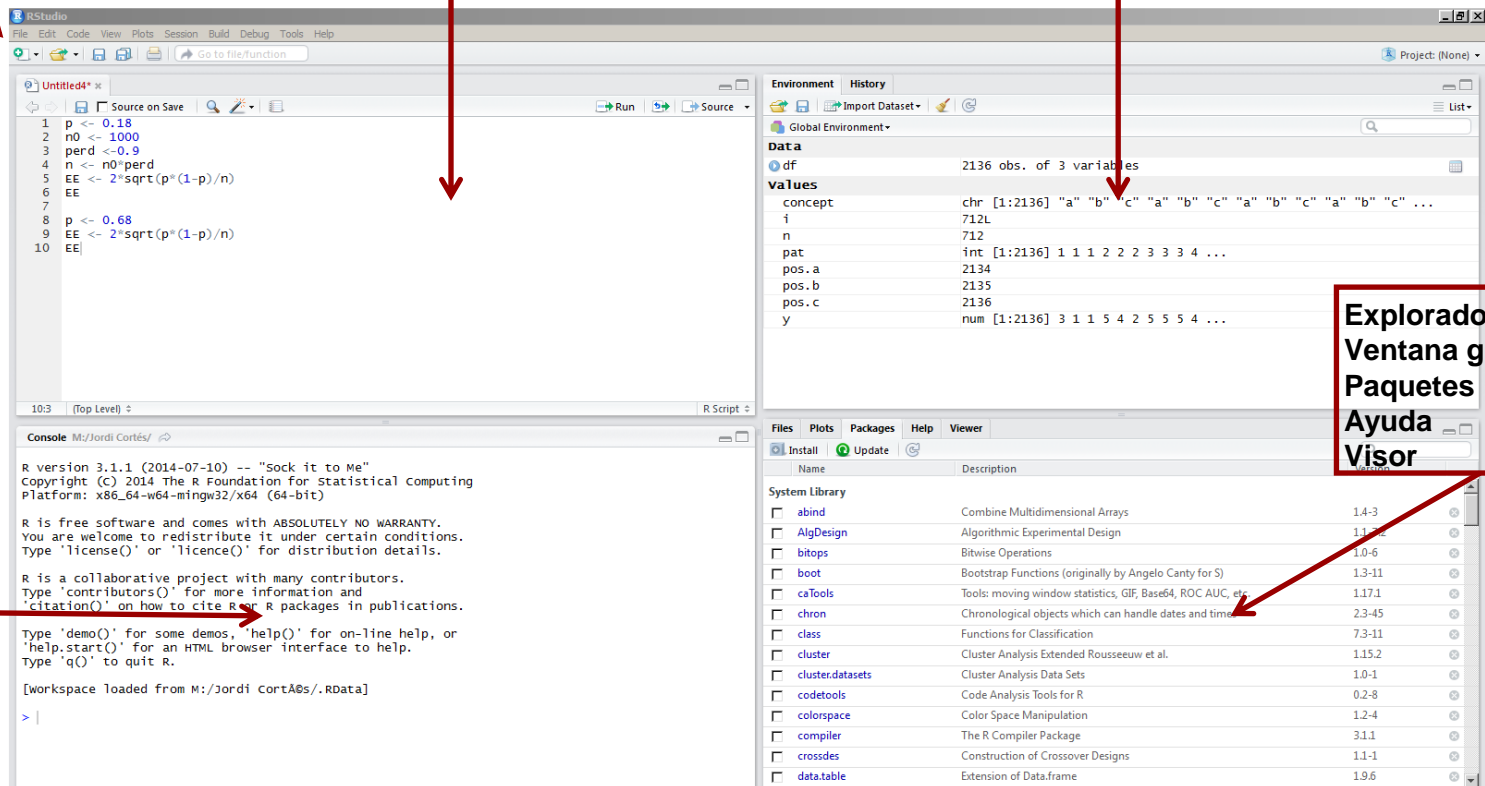 RStudio
File Edit Code View Plots Session Build Debug Tools Help
Go to file/function
Project: (None)
Untitled4*
Source on Save
Run
Source
1 p <- 0.18
2 n0 <- 1000
3 perd <-0.9
4 n <- n0*perd
5 EE <- 2*sqrt(p*(1-p)/n)
6 EE
7
8 p <- 0.68
9 EE <- 2*sqrt(p*(1-p)/n)
10 EE
10:3 (Top Level) R Script
Console M:/Jordi Cortés/
R version 3.1.1 (2014-07-10) -- "Sock it to Me"
Copyright (C) 2014 The R Foundation for Statistical Computing
Platform: x86_64-w64-mingw32/x64 (64-bit)
R is free software and comes with ABSOLUTELY NO WARRANTY.
You are welcome to redistribute it under certain conditions.
Type 'license()' or 'licence()' for distribution details.
R is a collaborative project with many contributors.
Type 'contributors()' for more information and
'citation()' on how to cite R or R packages in publications.
Type 'demo()' for some demos, 'help()' for on-line help, or
'help.start()' for an HTML browser interface to help.
Type 'q()' to quit R.
[Workspace loaded from M:/Jordi CortÃ©s/.RData]
>
Environment History
Import Dataset
List
Global Environment
Data
df 2136 obs. of 3 variables
Values
concept chr [1:2136] "a" "b" "c" "a" "b" "c" "a" "b" "c" "a" "b" "c" ...
i 712L
n 712
pat int [1:2136] 1 1 1 2 2 2 3 3 3 4 ...
pos.a 2134
pos.b 2135
pos.c 2136
y num [1:2136] 3 1 1 5 4 2 5 5 5 4 ...
Explorado
Ventana g
Paquetes
Ayuda
Visor
Files Plots Packages Help Viewer
Install Update
Name Description Version
System Library
abind Combine Multidimensional Arrays 1.4-3
AlgDesign Algorithmic Experimental Design
bitops Bitwise Operations 1.0-6
boot Bootstrap Functions (originally by Angelo Canty for S) 1.3-11
caTools Tools: moving window statistics, GIF, Base64, ROC AUC, etc. 1.17.1
chron Chronological objects which can handle dates and times 2.3-45
class Functions for Classification 7.3-11
cluster Cluster Analysis Extended Rousseeuw et al. 1.15.2
cluster.datasets Cluster Analysis Data Sets 1.0-1
codetools Code Analysis Tools for R 0.2-8
colorspace Color Space Manipulation 1.2-4
compiler The R Compiler Package 3.1.1
crossdes Construction of Crossover Designs 1.1-1
data.table Extension of Data.frame 1.9.6